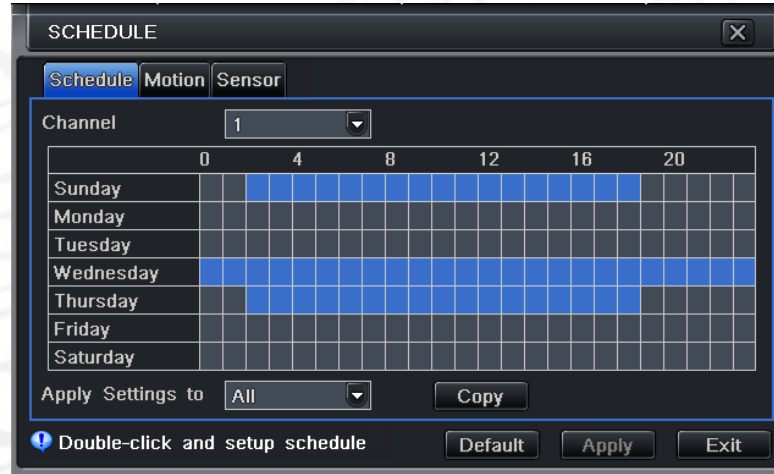 SCHEDULE
Schedule Motion Sensor
Channel 1
0 4 8 12 16 20
Sunday
Monday
Tuesday
Wednesday
Thursday
Friday
Saturday
Apply Settings to All Copy
Double-click and setup schedule Default Apply Exit